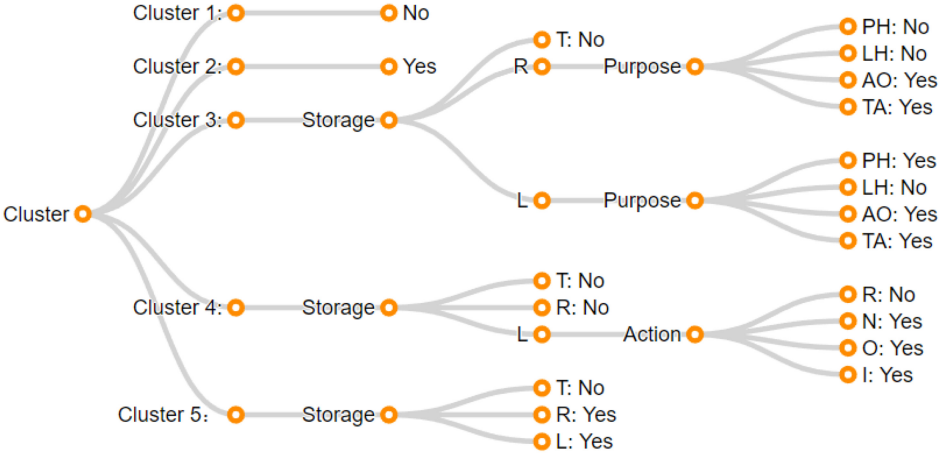 Cluster 1: No
PH: No
T: No
LH: No
Cluster 2: Yes
R Purpose
AO: Yes
TA: Yes
Cluster 3: Storage
PH: Yes
LH: No
L Purpose
Cluster
AO: Yes
TA: Yes
T: No
R: No
Cluster 4: Storage
R: No
N: Yes
L Action
O: Yes
I: Yes
T: No
Cluster 5: Storage
R: Yes
L: Yes